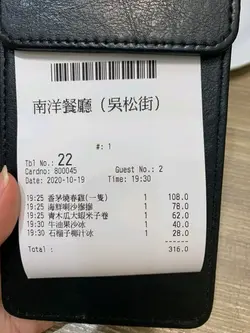 南洋餐廳 (吳松街)
#: 1
Tbl No.: 22
Cardno: 800045 Guest No.: 2
Date: 2020-10-19 Time: 19:30
19:25 香茅燒春雞(一隻) 1 108.0
19:25 海鮮喇沙擦擦 1 78.0
19:25 青木瓜大蝦米子卷 1 62.0
19:30 牛油果沙冰 1 40.0
19:30 石榴子椰汁冰 1 28.0
Total : 316.0